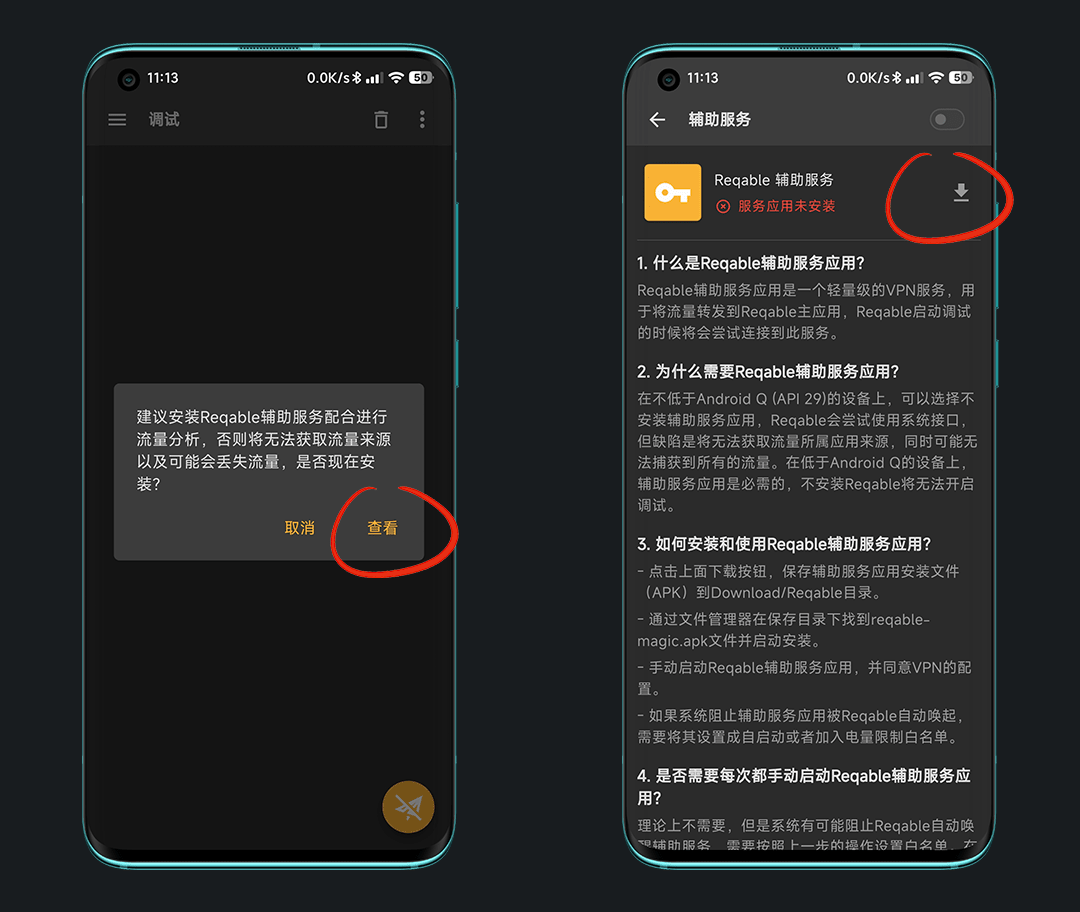 11:13
0.0K/s
50
调试
建议安装Reqable辅助服务配合进行
流量分析，否则将无法获取流量来源
以及可能会丢失流量，是否现在安
装？
取消
查看
11:13
0.0K/s
50
辅助服务
Reqable 辅助服务
服务应用未安装
1. 什么是Reqable辅助服务应用？
Reqable辅助服务应用是一个轻量级的VPN服务，用
于将流量转发到Reqable主应用，Reqable启动调试
的时候将会尝试连接到此服务。
2. 为什么需要Reqable辅助服务应用？
在不低于Android Q (API 29)的设备上，可以选择不
安装辅助服务应用，Reqable会尝试使用系统接口，
但缺陷是将无法获取流量所属应用来源，同时可能无
法捕获到所有的流量。在低于Android Q的设备上，
辅助服务应用是必需的，不安装Reqable将无法开启
调试。
3. 如何安装和使用Reqable辅助服务应用？
- 点击上面下载按钮，保存辅助服务应用安装文件
（APK）到Download/Reqable目录。
- 通过文件管理器在保存目录下找到reqable-
magic.apk文件并启动安装。
- 手动启动Reqable辅助服务应用，并同意VPN的配
置。
- 如果系统阻止辅助服务应用被Reqable自动唤起，
需要将其设置成自启动或者加入电量限制白名单。
4. 是否需要每次都手动启动Reqable辅助服务应
用？
理论上不需要，但是系统有可能阻止Reqable自动唤
醒辅助服务，需要按照上一步的操作设置白名单。在